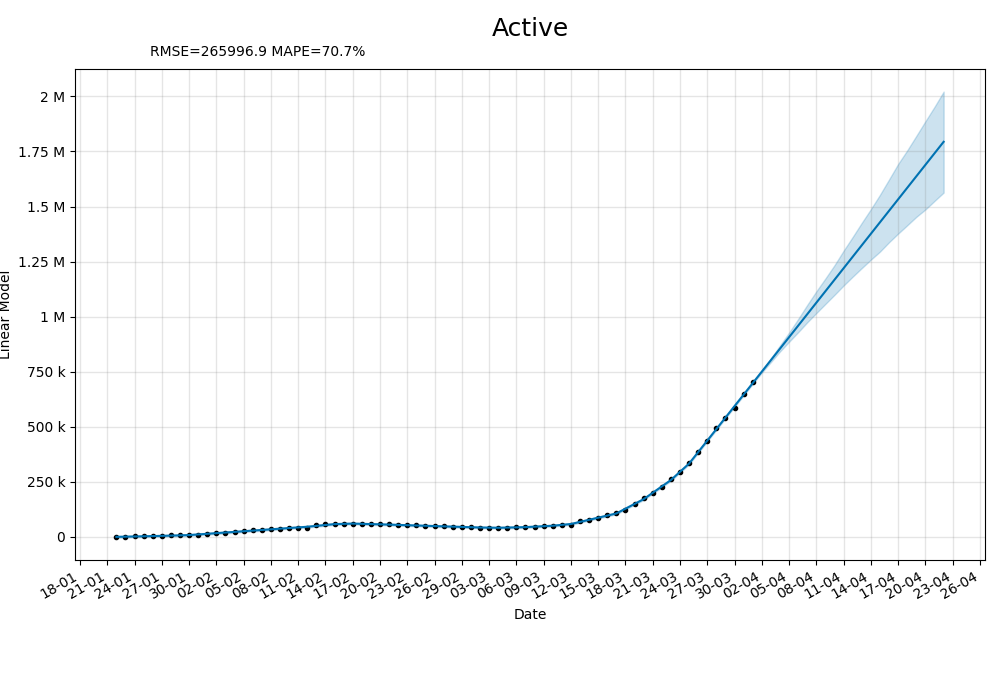 Active
RMSE=265996.9 MAPE=70.7%
2 M
1.75 M
1.5 M
1.25 M
1 M
750 k
500 k
250 k
0
Linear Model
18-01 21-01 24-01 27-01 30-01 02-02 05-02 08-02 11-02 14-02 17-02 20-02 23-02 26-02 29-02 03-03 06-03 09-03 12-03 15-03 18-03 21-03 24-03 27-03 30-03 02-04 05-04 08-04 11-04 14-04 17-04 20-04 23-04 26-04
Date